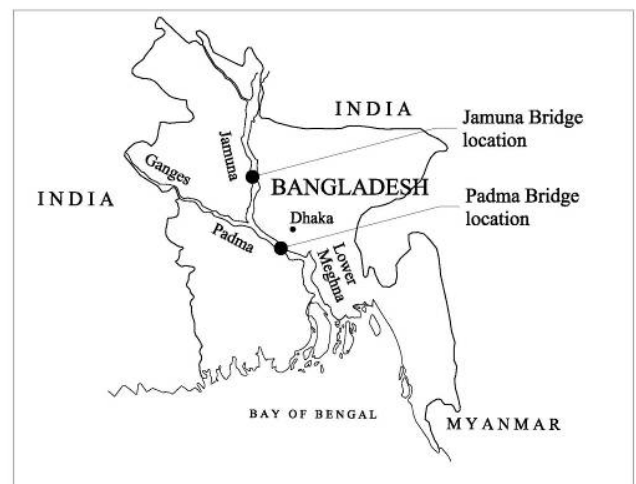 INDIA
Jamuna Bridge
location
Jamuna
Ganges
INDIA
BANGLADESH
Padma Bridge
location
Dhaka
Padma
Lower
Meghna
BAY OF BENGAL
MYANMAR